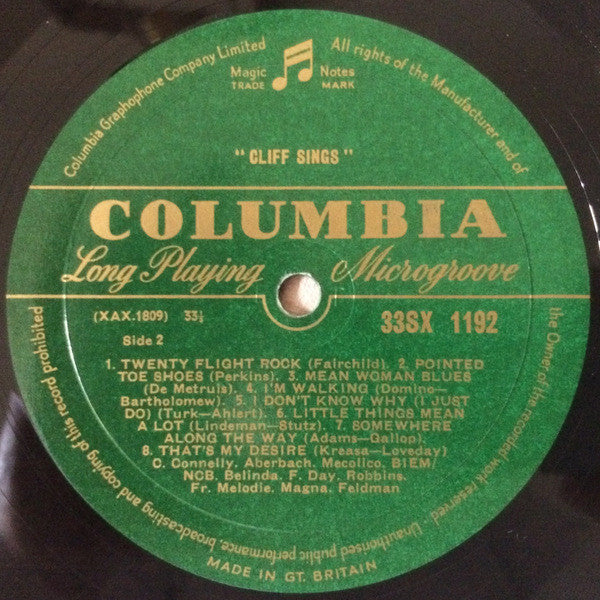 Columbia Graphophone Company Limited
Magic Notes
TRADE MARK
All rights of the Manufacturer and of
the Owner of the recorded work reserved · Unauthorised public performance, broadcasting and copying of this record prohibited
" CLIFF SINGS "
COLUMBIA
Long Playing Microgroove
(XAX.1809) 33⅓
33SX 1192
Side 2
1. TWENTY FLIGHT ROCK (Fairchild). 2. POINTED
TOE SHOES (Perkins). 3. MEAN WOMAN BLUES
(De Metruis). 4. I'M WALKING (Domino—
Bartholomew). 5. I DON'T KNOW WHY (I JUST
DO) (Turk—Ahlert). 6. LITTLE THINGS MEAN
A LOT (Lindeman—Stutz). 7. SOMEWHERE
ALONG THE WAY (Adams—Gallop).
8. THAT'S MY DESIRE (Kreasa—Loveday)
C. Connelly. Aberbach. Mecolico. BIEM/
NCB. Belinda. F. Day. Robbins.
Fr. Melodie. Magna. Feldman
MADE IN GT. BRITAIN